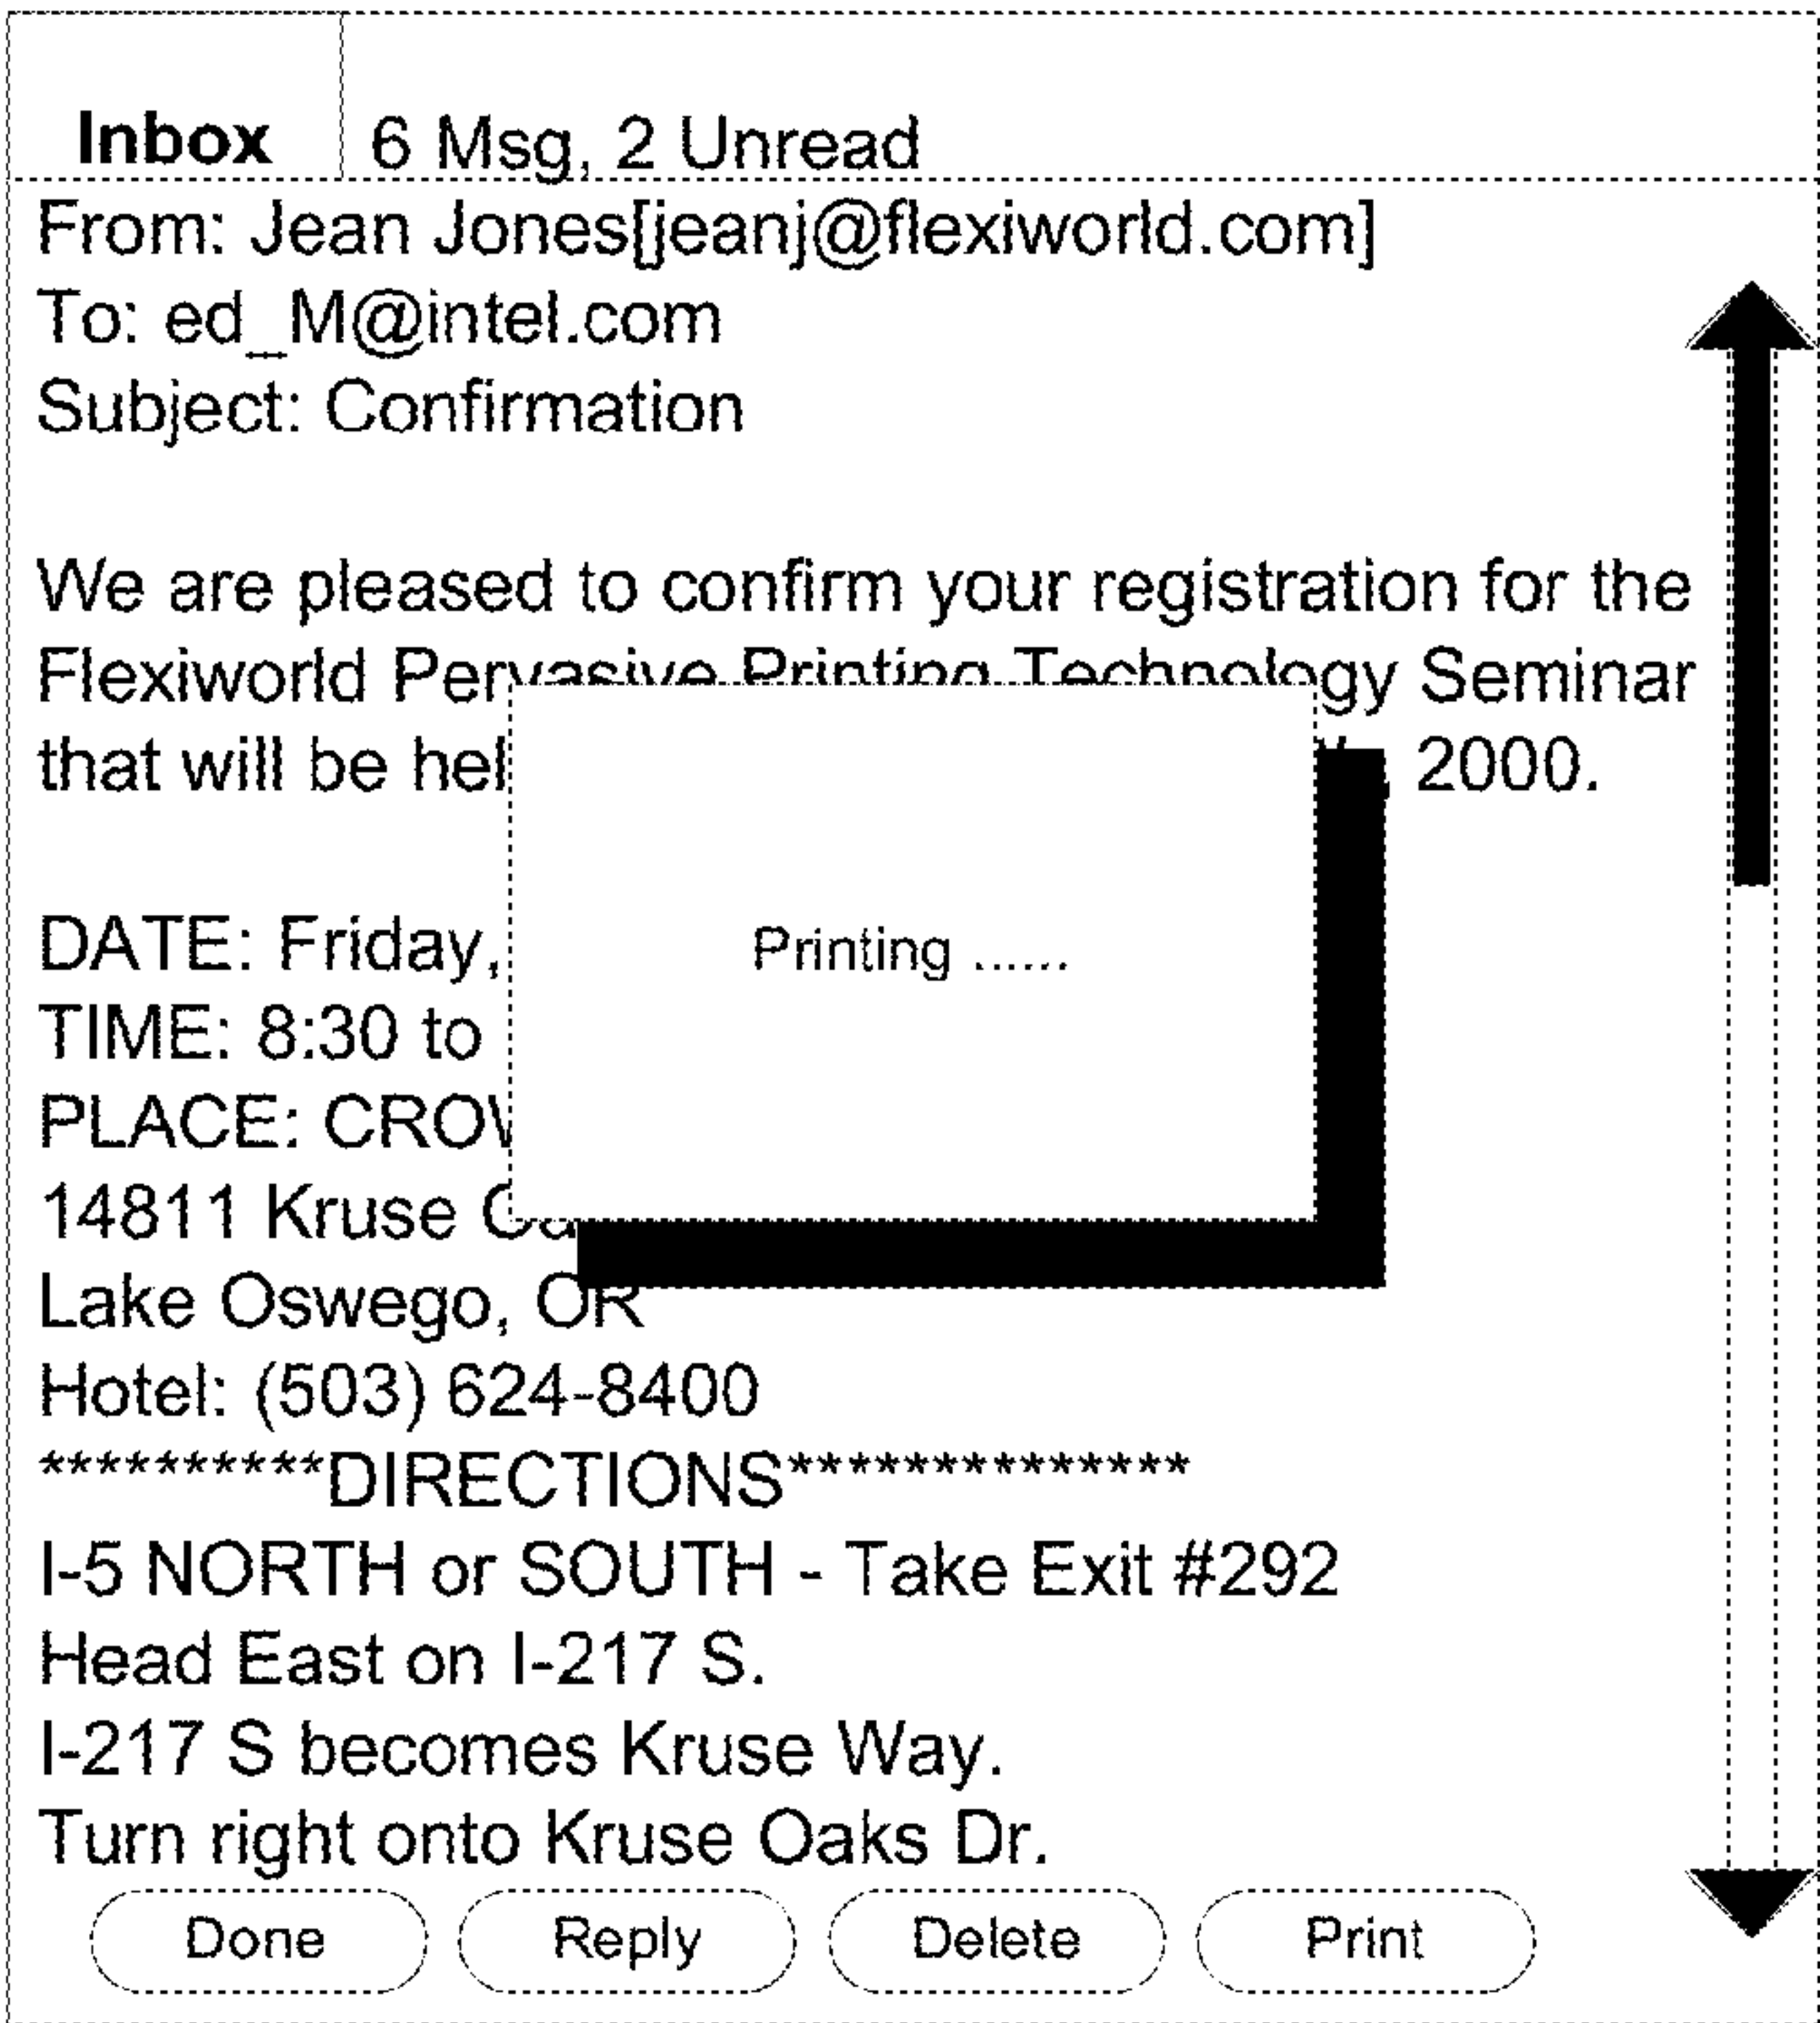 Inbox 6 Msg, 2 Unread
From: Jean Jones[jeanj@flexiworld.com]
To: ed_M@intel.com
Subject: Confirmation
We are pleased to confirm your registration for the
Flexiworld Pervasive Printing Technology Seminar
that will be hel 2000.
DATE: Friday,
Printing ......
TIME: 8:30 to
PLACE:
14811 Kruse
Lake Oswego, OR
Hotel: (503) 624-8400
**********DIRECTIONS**************
I-5 NORTH or SOUTH - Take Exit #292
Head East on I-217 S.
I-217 S becomes Kruse Way.
Turn right onto Kruse Oaks Dr.
Done Reply Delete Print